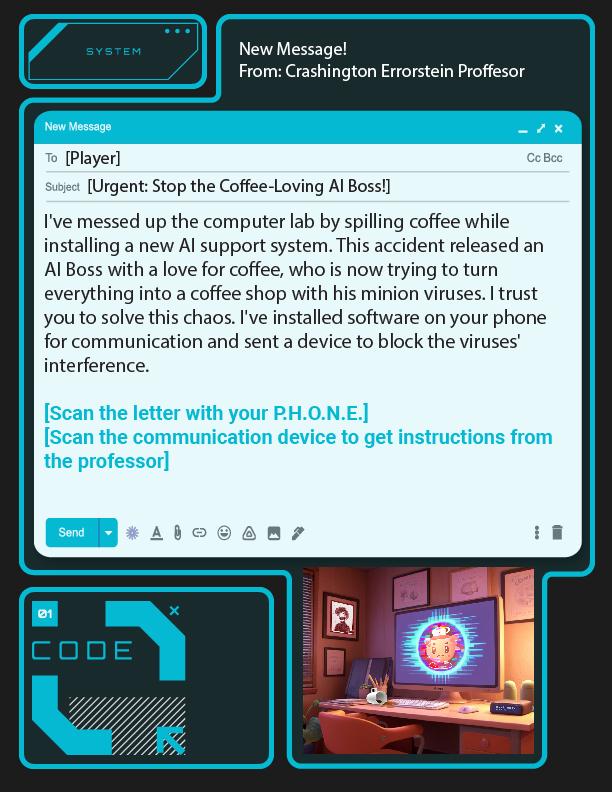 SYSTEM
New Message!
From: Crashington Errorstein Proffesor
New Message
To [Player] Cc Bcc
Subject [Urgent: Stop the Coffee-Loving AI Boss!]
I've messed up the computer lab by spilling coffee while
installing a new AI support system. This accident released an
AI Boss with a love for coffee, who is now trying to turn
everything into a coffee shop with his minion viruses. I trust
you to solve this chaos. I've installed software on your phone
for communication and sent a device to block the viruses'
interference.
[Scan the letter with your P.H.O.N.E.]
[Scan the communication device to get instructions from
the professor]
Send
01
CODE